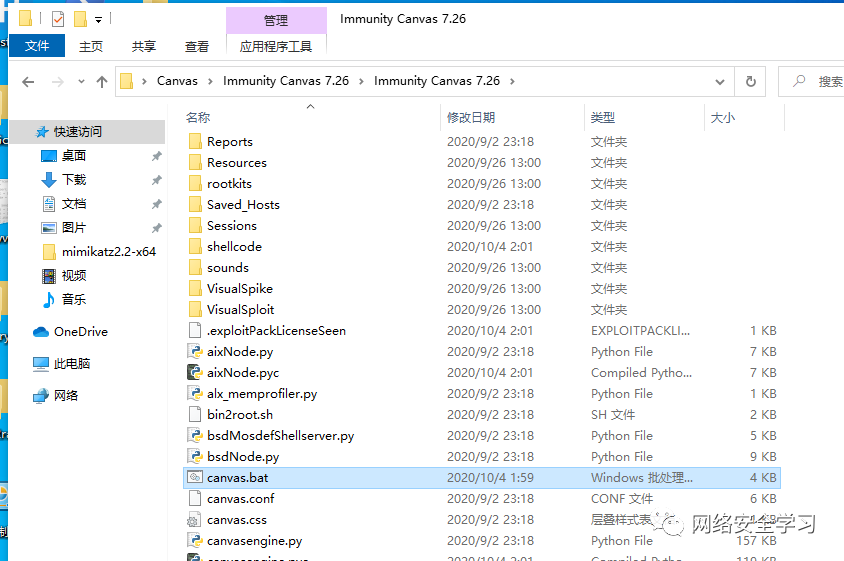 管理
Immunity Canvas 7.26
文件
主页
共享
查看
应用程序工具
Canvas
Immunity Canvas 7.26
Immunity Canvas 7.26
搜索
名称
修改日期
类型
大小
快速访问
桌面
下载
文档
图片
mimikatz2.2-x64
视频
音乐
OneDrive
此电脑
网络
Reports 2020/9/2 23:18 文件夹
Resources 2020/9/26 13:00 文件夹
rootkits 2020/9/26 13:00 文件夹
Saved_Hosts 2020/9/2 23:18 文件夹
Sessions 2020/9/26 13:00 文件夹
shellcode 2020/10/4 2:01 文件夹
sounds 2020/9/26 13:00 文件夹
VisualSpike 2020/9/26 13:00 文件夹
VisualSploit 2020/9/26 13:00 文件夹
.exploitPackLicenseSeen 2020/10/4 2:01 EXPLOITPACKLI... 1 KB
aixNode.py 2020/9/2 23:18 Python File 7 KB
aixNode.pyc 2020/10/4 2:01 Compiled Pytho... 7 KB
alx_memprofiler.py 2020/9/2 23:18 Python File 1 KB
bin2root.sh 2020/9/2 23:18 SH 文件 2 KB
bsdMosdefShellserver.py 2020/9/2 23:18 Python File 5 KB
bsdNode.py 2020/9/2 23:18 Python File 9 KB
canvas.bat 2020/10/4 1:59 Windows 批处理... 4 KB
canvas.conf 2020/9/2 23:18 CONF 文件 6 KB
canvas.css 2020/9/2 23:18 层叠样式表
网络安全学习
canvasengine.py 2020/9/2 23:18 Python File 157 KB